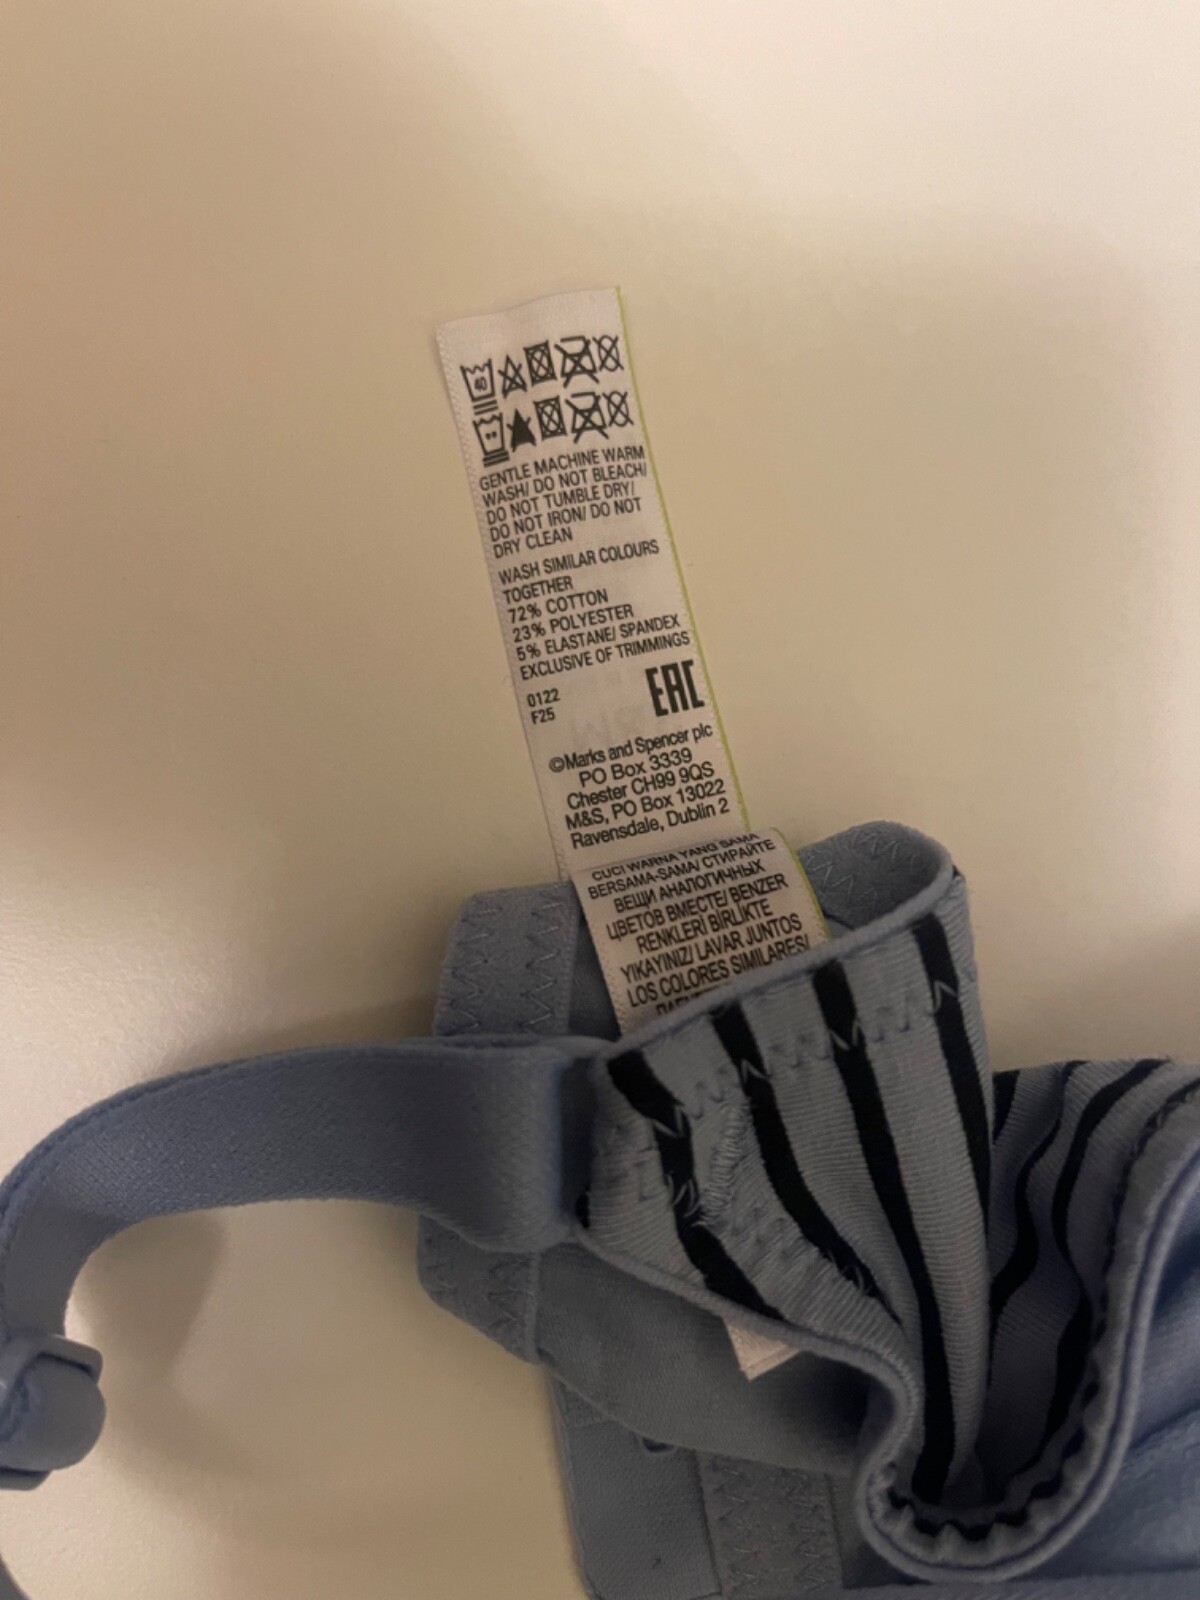 40
GENTLE MACHINE WARM
WASH/ DO NOT BLEACH/
DO NOT TUMBLE DRY/
DO NOT IRON/ DO NOT
DRY CLEAN
WASH SIMILAR COLOURS
TOGETHER
72% COTTON
23% POLYESTER
5% ELASTANE/ SPANDEX
EXCLUSIVE OF TRIMMINGS
0122
F25
EAC
©Marks and Spencer plc
PO Box 3339
Chester CH99 9QS
M&S, PO Box 13022
Ravensdale, Dublin 2
CUCI WARNA YANG SAMA
BERSAMA-SAMA/ СТИРАЙТЕ
ВЕЩИ АНАЛОГИЧНЫХ
ЦВЕТОВ ВМЕСТЕ/ BENZER
RENKLERİ BİRLİKTE
YIKAYINIZ/ LAVAR JUNTOS
LOS COLORES SIMILARES/